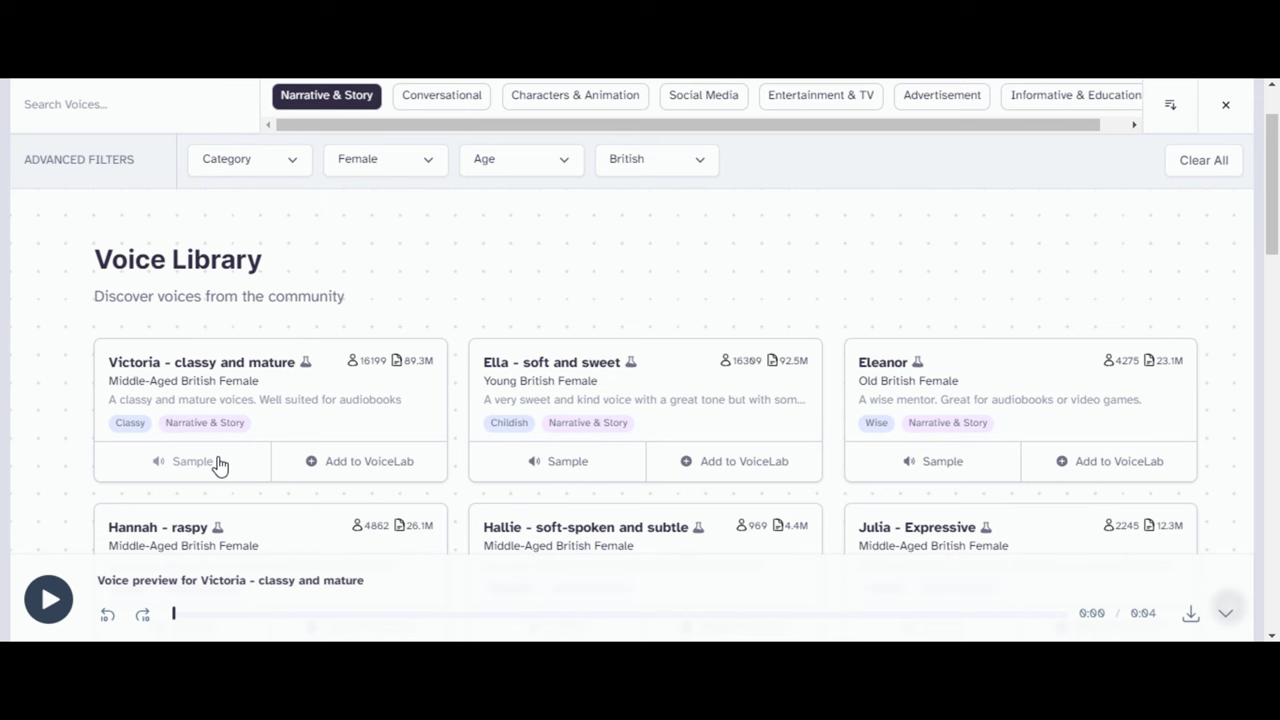 Search Voices...
Narrative & Story
Conversational
Characters & Animation
Social Media
Entertainment & TV
Advertisement
Informative & Education
ADVANCED FILTERS
Category
Female
Age
British
Clear All
Voice Library
Discover voices from the community
Victoria - classy and mature
16199
89.3M
Middle-Aged British Female
A classy and mature voices. Well suited for audiobooks
Classy
Narrative & Story
Sample
Add to VoiceLab
Ella - soft and sweet
16309
92.5M
Young British Female
A very sweet and kind voice with a great tone but with som...
Childish
Narrative & Story
Sample
Add to VoiceLab
Eleanor
4275
23.1M
Old British Female
A wise mentor. Great for audiobooks or video games.
Wise
Narrative & Story
Sample
Add to VoiceLab
Hannah - raspy
4862
26.1M
Middle-Aged British Female
Hallie - soft-spoken and subtle
969
4.4M
Middle-Aged British Female
Julia - Expressive
2245
12.3M
Middle-Aged British Female
Voice preview for Victoria - classy and mature
10
10
0:00 / 0:04